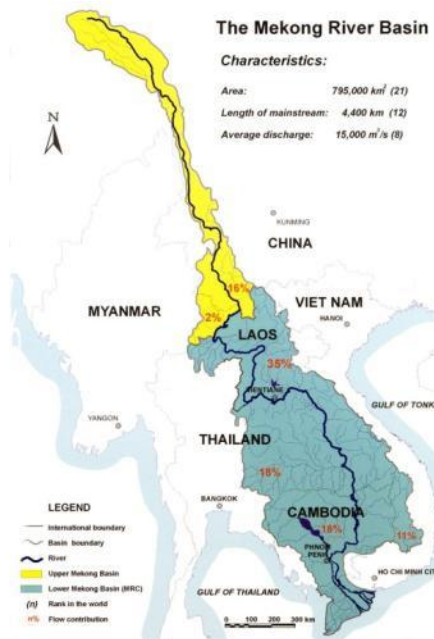 The Mekong River Basin
Characteristics:
Area: 795,000 km² (21)
Length of mainstream: 4,400 km (12)
Average discharge: 15,000 m³/s (8)
N
KUNMING
CHINA
16%
MYANMAR
2%
VIET NAM
HANOI
LAOS
35%
VIENTIANE
GULF OF TONK
YANGON
THAILAND
18%
LEGEND
BANGKOK
CAMBODIA
18%
11%
PHNOM PENH
HO CHI MINH CIT
International boundary
Basin boundary
River
Upper Mekong Basin
Lower Mekong Basin (MRC)
(n) Rank in the world
n% Flow contribution
GULF OF THAILAND
0 100 200 300 km